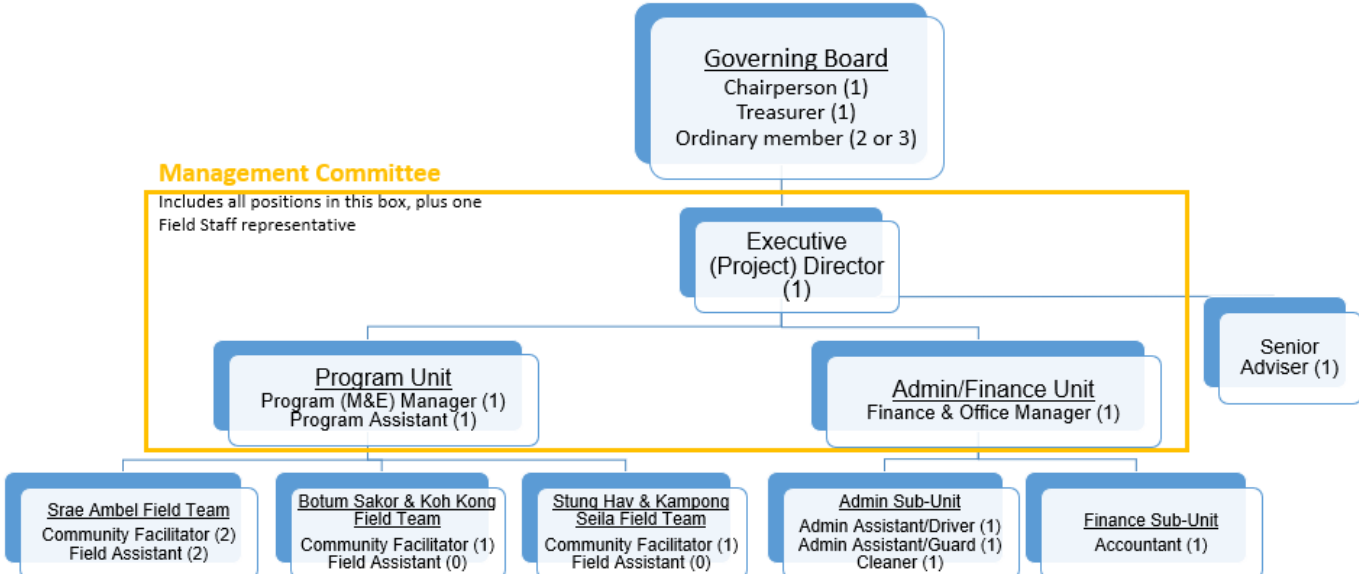 Governing Board
Chairperson (1)
Treasurer (1)
Ordinary member (2 or 3)
Management Committee
Includes all positions in this box, plus one
Field Staff representative
Executive
(Project) Director
(1)
Senior
Adviser (1)
Program Unit
Program (M&E) Manager (1)
Program Assistant (1)
Admin/Finance Unit
Finance & Office Manager (1)
Srae Ambel Field Team
Community Facilitator (2)
Field Assistant (2)
Botum Sakor & Koh Kong
Field Team
Community Facilitator (1)
Field Assistant (0)
Stung Hav & Kampong
Seila Field Team
Community Facilitator (1)
Field Assistant (0)
Admin Sub-Unit
Admin Assistant/Driver (1)
Admin Assistant/Guard (1)
Cleaner (1)
Finance Sub-Unit
Accountant (1)